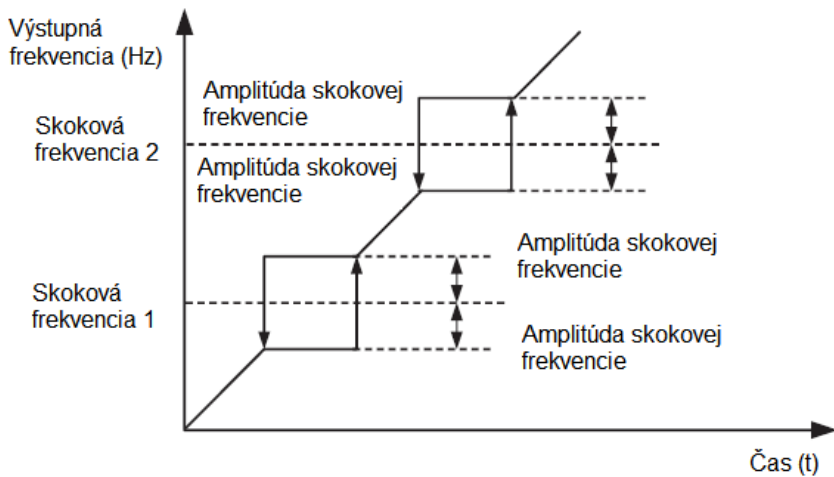 Výstupná
frekvencia (Hz)
Amplitúda skokovej
frekvencie
Skoková
frekvencia 2
Amplitúda skokovej
frekvencie
Amplitúda skokovej
frekvencie
Skoková
frekvencia 1
Amplitúda skokovej
frekvencie
Čas (t)